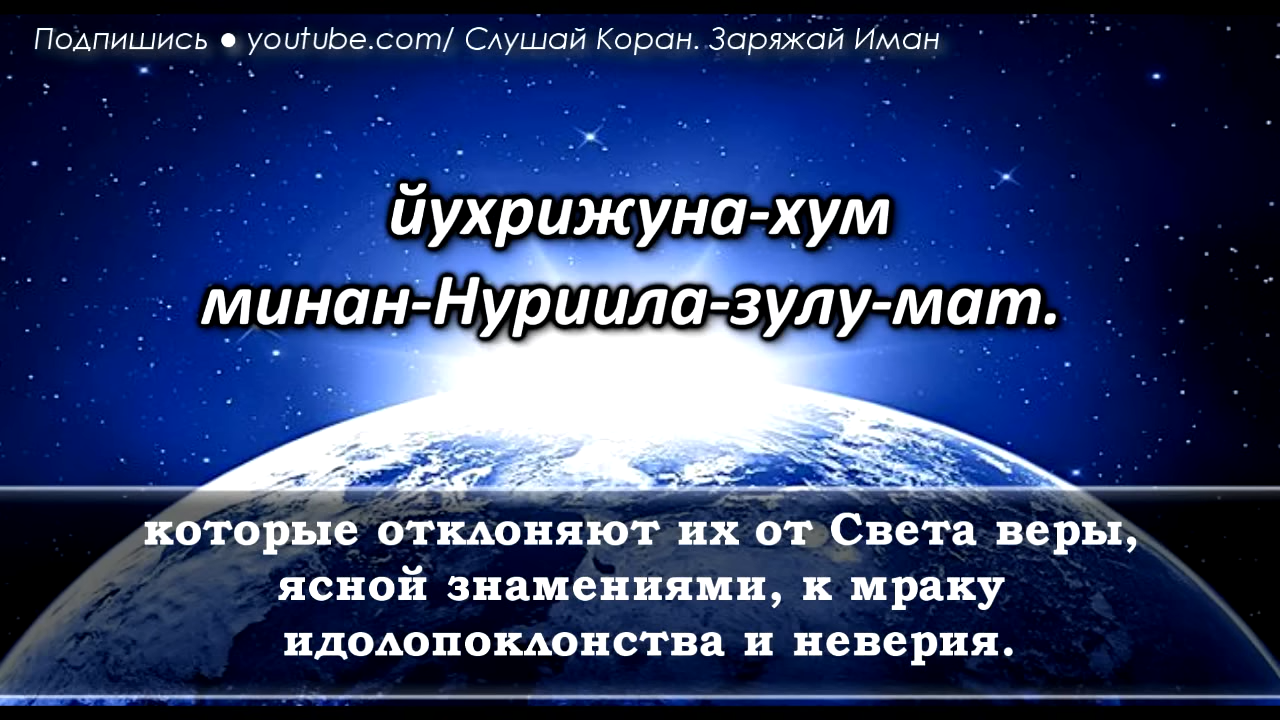 Подпишись ● youtube.com/ Слушай Коран. Заряжай Иман
йухрижуна-хум
минан-Нуриила-зулу-мат.
которые отклоняют их от Света веры,
ясной знамениями, к мраку
идолопоклонства и неверия.